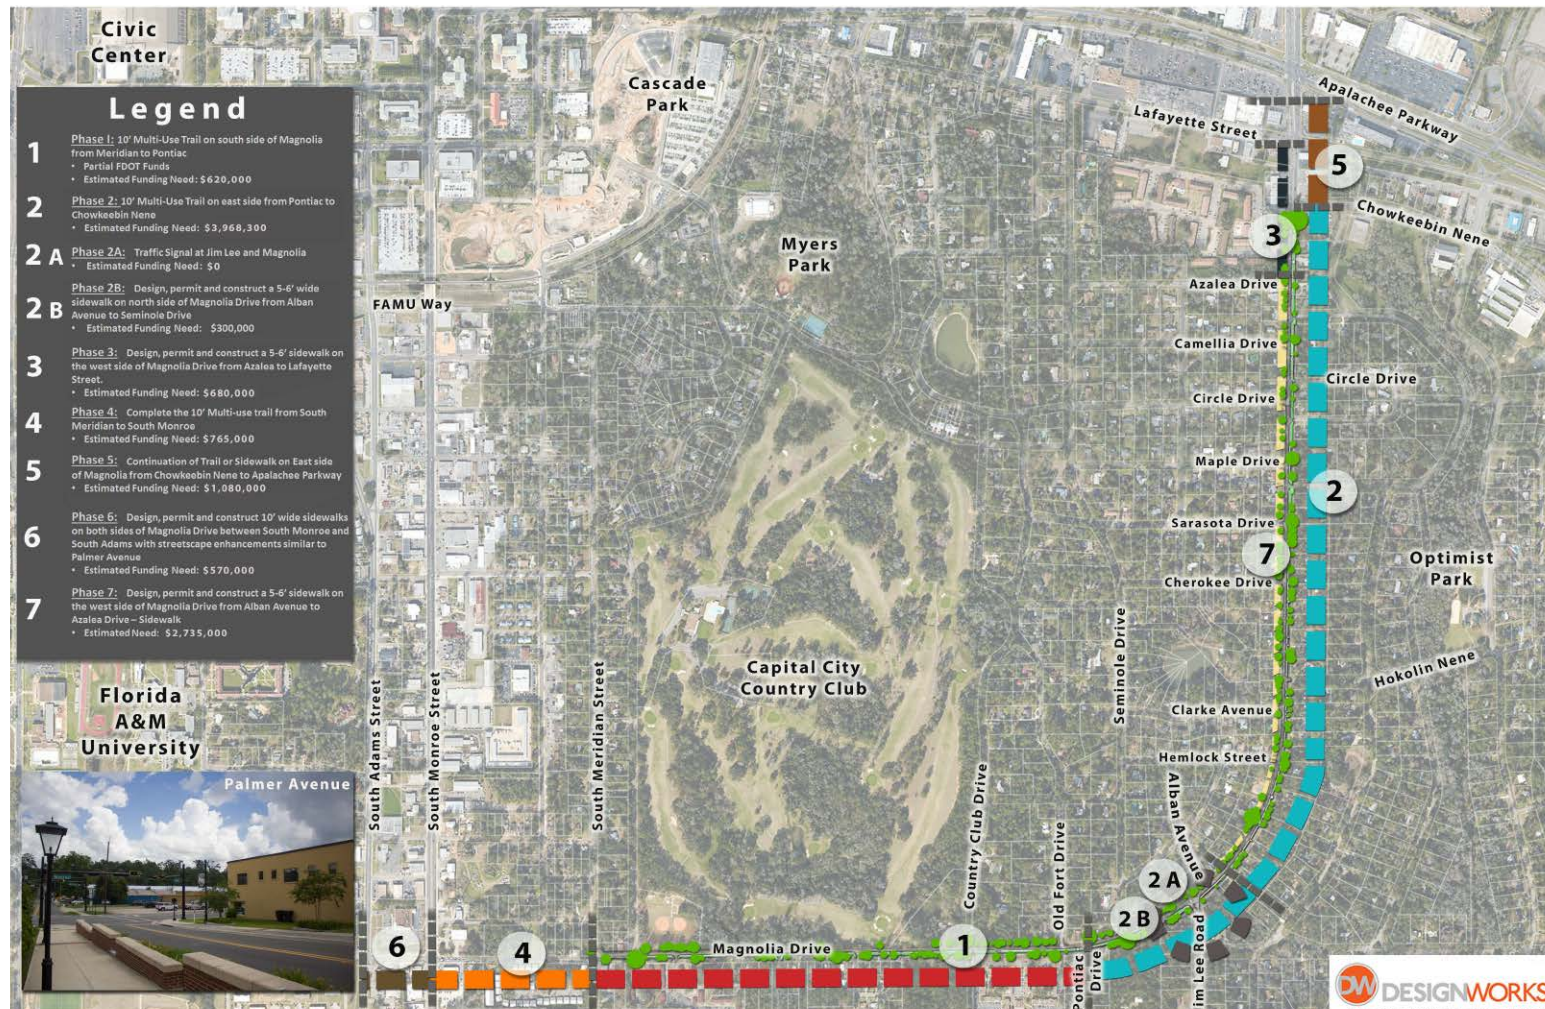 Civic
Center
Legend
1
Phase I: 10' Multi-Use Trail on south side of Magnolia
from Meridian to Pontiac
• Partial FDOT Funds
• Estimated Funding Need: $620,000
2
Phase 2: 10' Multi-Use Trail on east side from Pontiac to
Chowkeebin Nene
• Estimated Funding Need: $3,968,300
2 A
Phase 2A: Traffic Signal at Jim Lee and Magnolia
• Estimated Funding Need: $0
2 B
Phase 2B: Design, permit and construct a 5-6' wide
sidewalk on north side of Magnolia Drive from Alban
Avenue to Seminole Drive
• Estimated Funding Need: $300,000
3
Phase 3: Design, permit and construct a 5-6' sidewalk on
the west side of Magnolia Drive from Azalea to Lafayette
Street.
• Estimated Funding Need: $680,000
4
Phase 4: Complete the 10' Multi-use trail from South
Meridian to South Monroe
• Estimated Funding Need: $765,000
5
Phase 5: Continuation of Trail or Sidewalk on East side
of Magnolia from Chowkeebin Nene to Apalachee Parkway
• Estimated Funding Need: $1,080,000
6
Phase 6: Design, permit and construct 10' wide sidewalks
on both sides of Magnolia Drive between South Monroe and
South Adams with streetscape enhancements similar to
Palmer Avenue
• Estimated Funding Need: $570,000
7
Phase 7: Design, permit and construct a 5-6' sidewalk on
the west side of Magnolia Drive from Alban Avenue to
Azalea Drive – Sidewalk
• Estimated Need: $2,735,000
Florida
A&M
University
Palmer Avenue
FAMU Way
South Adams Street
South Monroe Street
South Meridian Street
Cascade
Park
Myers
Park
Capital City
Country Club
Country Club Drive
Old Fort Drive
Seminole Drive
Magnolia Drive
Pontiac
Drive
Jim Lee Road
Alban Avenue
Lafayette Street
Apalachee Parkway
5
Chowkeebin Nene
3
Azalea Drive
Camellia Drive
Circle Drive
Circle Drive
Maple Drive
2
Sarasota Drive
7
Cherokee Drive
Optimist
Park
Hokolin Nene
Clarke Avenue
Hemlock Street
2 A
2 B
6
4
1
DW DESIGNWORKS